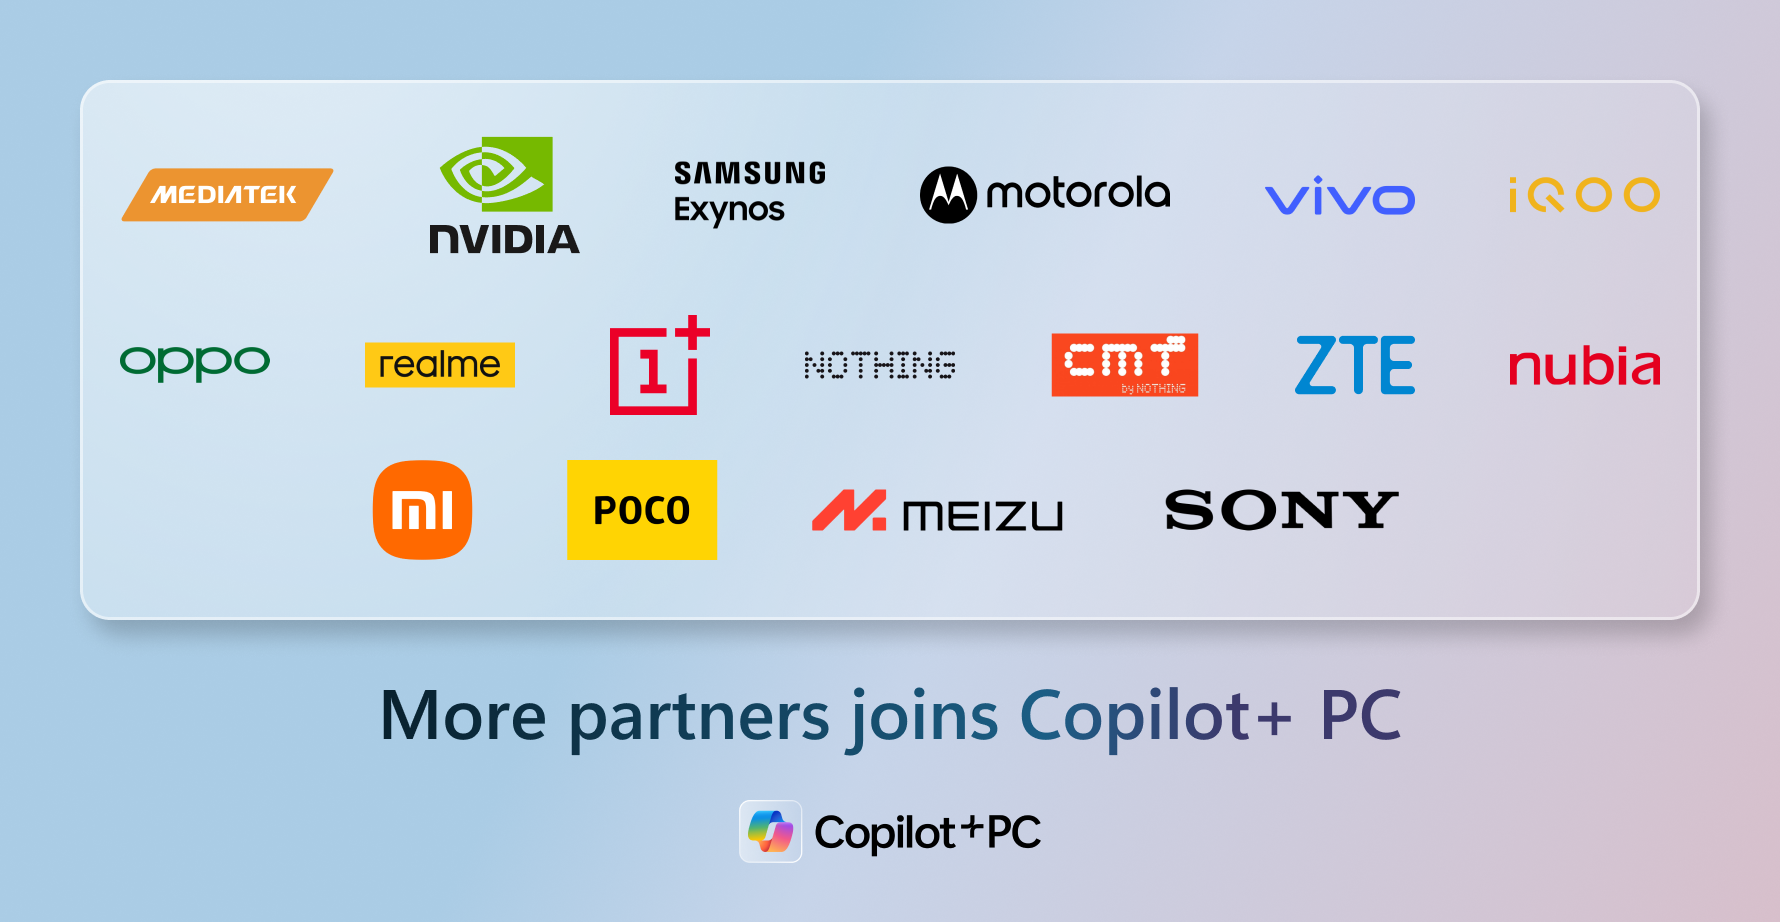 MEDIATEK
NVIDIA
SAMSUNG
Exynos
motorola
vivo
iQOO
oppo
realme
1+
NOTHING
CMT
by NOTHING
ZTE
nubia
mi
POCO
MEIZU
SONY
More partners joins Copilot+ PC
Copilot+PC